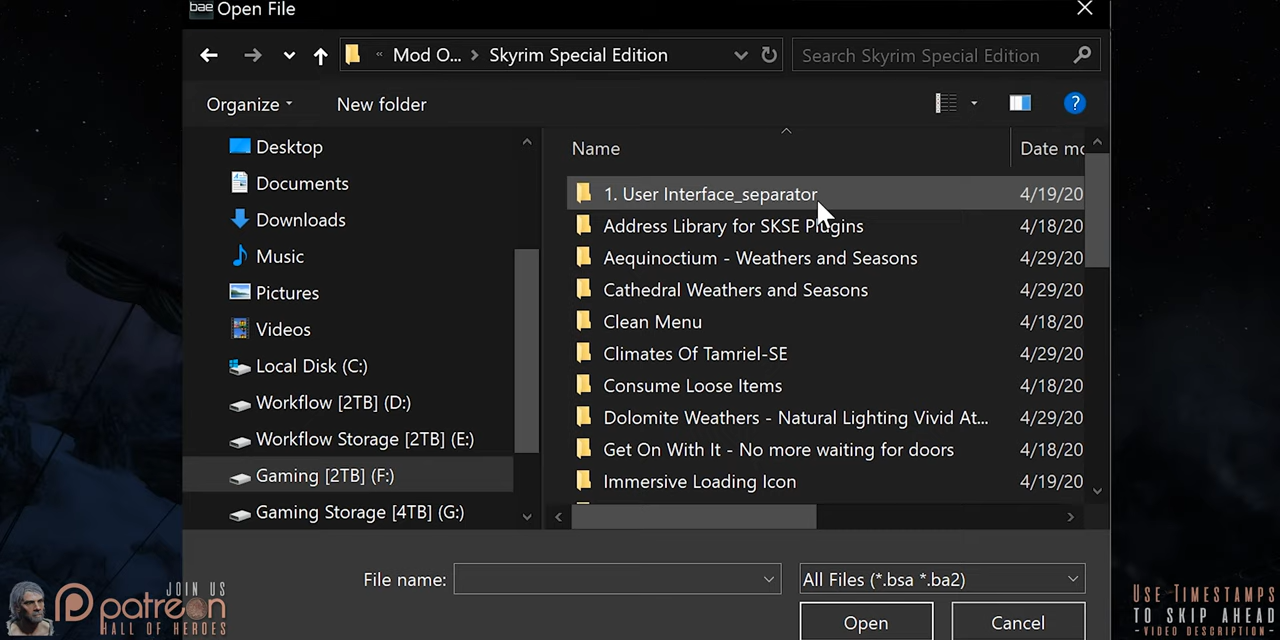 bae Open File
« Mod O... > Skyrim Special Edition
Search Skyrim Special Edition
Organize
New folder
?
Desktop
Documents
Downloads
Music
Pictures
Videos
Local Disk (C:)
Workflow [2TB] (D:)
Workflow Storage [2TB] (E:)
Gaming [2TB] (F:)
Gaming Storage [4TB] (G:)
Name
Date mo
1. User Interface_separator 4/19/20
Address Library for SKSE Plugins 4/18/20
Aequinoctium - Weathers and Seasons 4/29/20
Cathedral Weathers and Seasons 4/29/20
Clean Menu 4/18/20
Climates Of Tamriel-SE 4/29/20
Consume Loose Items 4/18/20
Dolomite Weathers - Natural Lighting Vivid At... 4/29/20
Get On With It - No more waiting for doors 4/18/20
Immersive Loading Icon 4/19/20
File name:
All Files (*.bsa *.ba2)
Open
Cancel
JOIN US
patreon
HALL OF HEROES
USE TIMESTAMPS
TO SKIP AHEAD
-VIDEO DESCRIPTION-